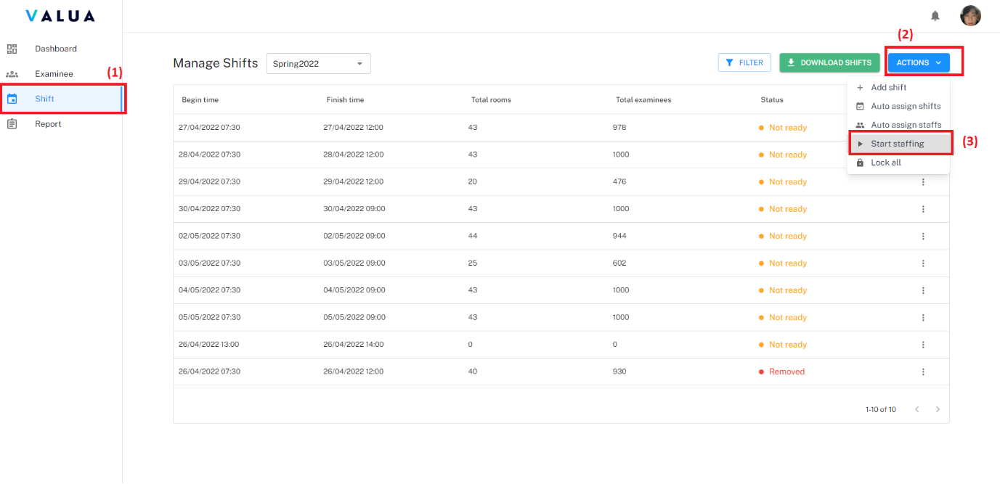 VALUA
(2)
Dashboard
Manage Shifts Spring2022 FILTER DOWNLOAD SHIFTS ACTIONS
Examinee (1)
Add shift
Shift
Begin time Finish time Total rooms Total examinees Status
Auto assign shifts
Report
27/04/2022 07:30 27/04/2022 12:00 43 978 Not ready
Auto assign staffs
Start staffing (3)
28/04/2022 07:30 28/04/2022 12:00 43 1000 Not ready
Lock all
29/04/2022 07:30 29/04/2022 12:00 20 476 Not ready
30/04/2022 07:30 30/04/2022 09:00 43 1000 Not ready
02/05/2022 07:30 02/05/2022 09:00 44 944 Not ready
03/05/2022 07:30 03/05/2022 09:00 25 602 Not ready
04/05/2022 07:30 04/05/2022 09:00 43 1000 Not ready
05/05/2022 07:30 05/05/2022 09:00 43 1000 Not ready
26/04/2022 13:00 26/04/2022 14:00 0 0 Not ready
26/04/2022 07:30 26/04/2022 12:00 40 930 Removed
1-10 of 10